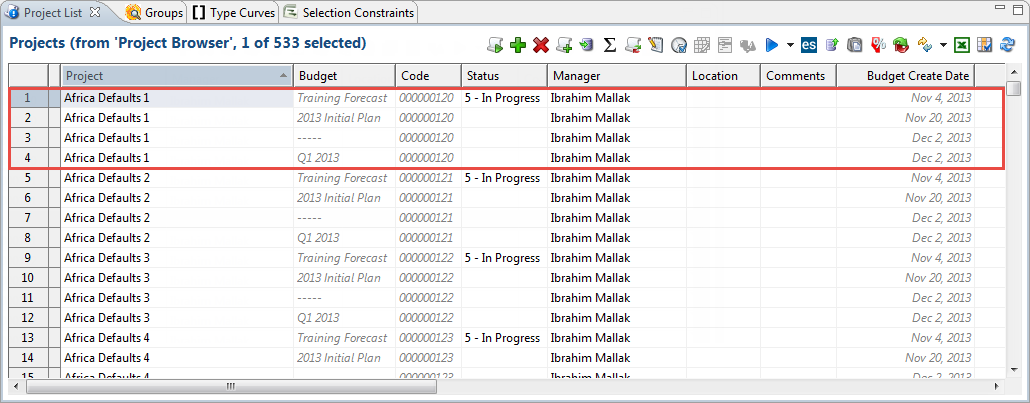 Project List Groups Type Curves Selection Constraints
Projects (from 'Project Browser', 1 of 533 selected)
Project Budget Code Status Manager Location Comments Budget Create Date
1 Africa Defaults 1 Training Forecast 000000120 5 - In Progress Ibrahim Mallak Nov 4, 2013
2 Africa Defaults 1 2013 Initial Plan 000000120 Ibrahim Mallak Nov 20, 2013
3 Africa Defaults 1 ----- 000000120 Ibrahim Mallak Dec 2, 2013
4 Africa Defaults 1 Q1 2013 000000120 Ibrahim Mallak Dec 2, 2013
5 Africa Defaults 2 Training Forecast 000000121 5 - In Progress Ibrahim Mallak Nov 4, 2013
6 Africa Defaults 2 2013 Initial Plan 000000121 Ibrahim Mallak Nov 20, 2013
7 Africa Defaults 2 ----- 000000121 Ibrahim Mallak Dec 2, 2013
8 Africa Defaults 2 Q1 2013 000000121 Ibrahim Mallak Dec 2, 2013
9 Africa Defaults 3 Training Forecast 000000122 5 - In Progress Ibrahim Mallak Nov 4, 2013
10 Africa Defaults 3 2013 Initial Plan 000000122 Ibrahim Mallak Nov 20, 2013
11 Africa Defaults 3 ----- 000000122 Ibrahim Mallak Dec 2, 2013
12 Africa Defaults 3 Q1 2013 000000122 Ibrahim Mallak Dec 2, 2013
13 Africa Defaults 4 Training Forecast 000000123 5 - In Progress Ibrahim Mallak Nov 4, 2013
14 Africa Defaults 4 2013 Initial Plan 000000123 Ibrahim Mallak Nov 20, 2013
15 Africa Defaults 4 ----- 000000123 Ibrahim Mallak Dec 2, 2013